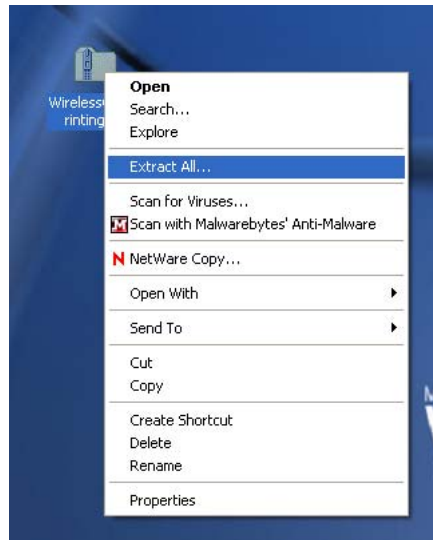 Wireless
rinting
Open
Search...
Explore
Extract All...
Scan for Viruses...
M Scan with Malwarebytes' Anti-Malware
N NetWare Copy...
Open With
Send To
Cut
Copy
Create Shortcut
Delete
Rename
Properties